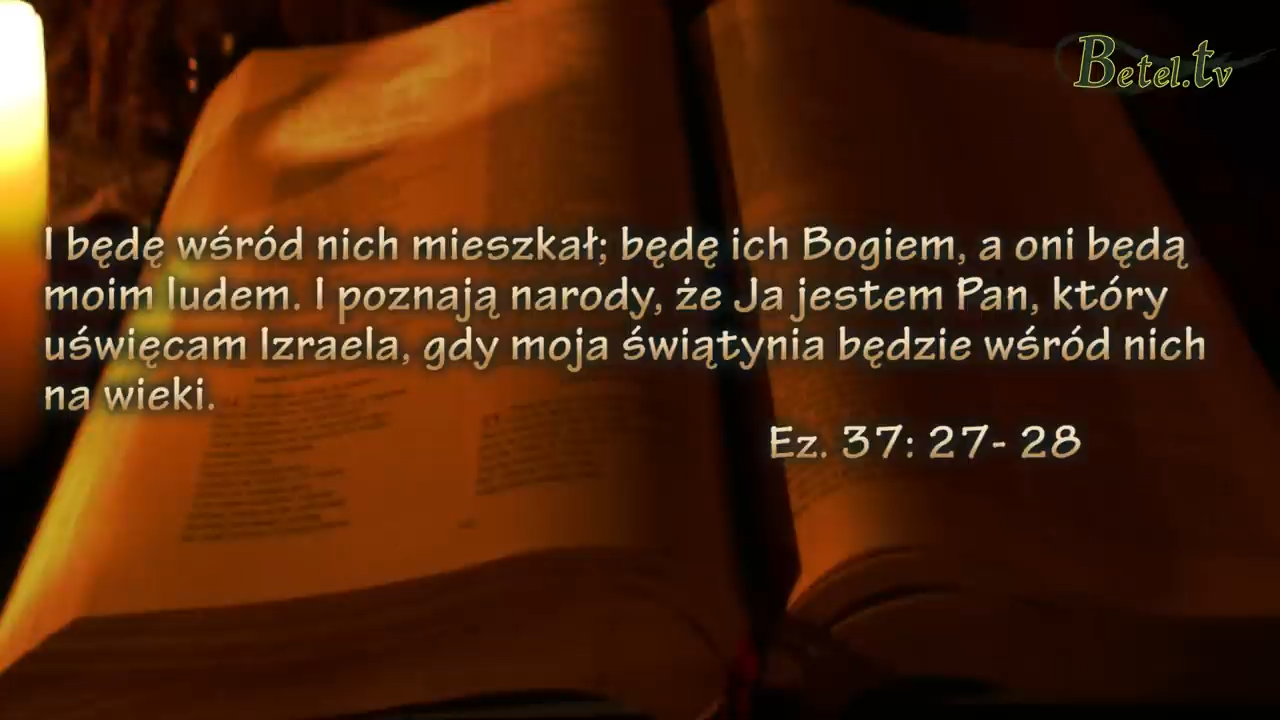 Betel.tv
I będę wśród nich mieszkał; będę ich Bogiem, a oni będą
moim ludem. I poznają narody, że Ja jestem Pan, który
uświęcam Izraela, gdy moja świątynia będzie wśród nich
na wieki.
Ez. 37: 27- 28